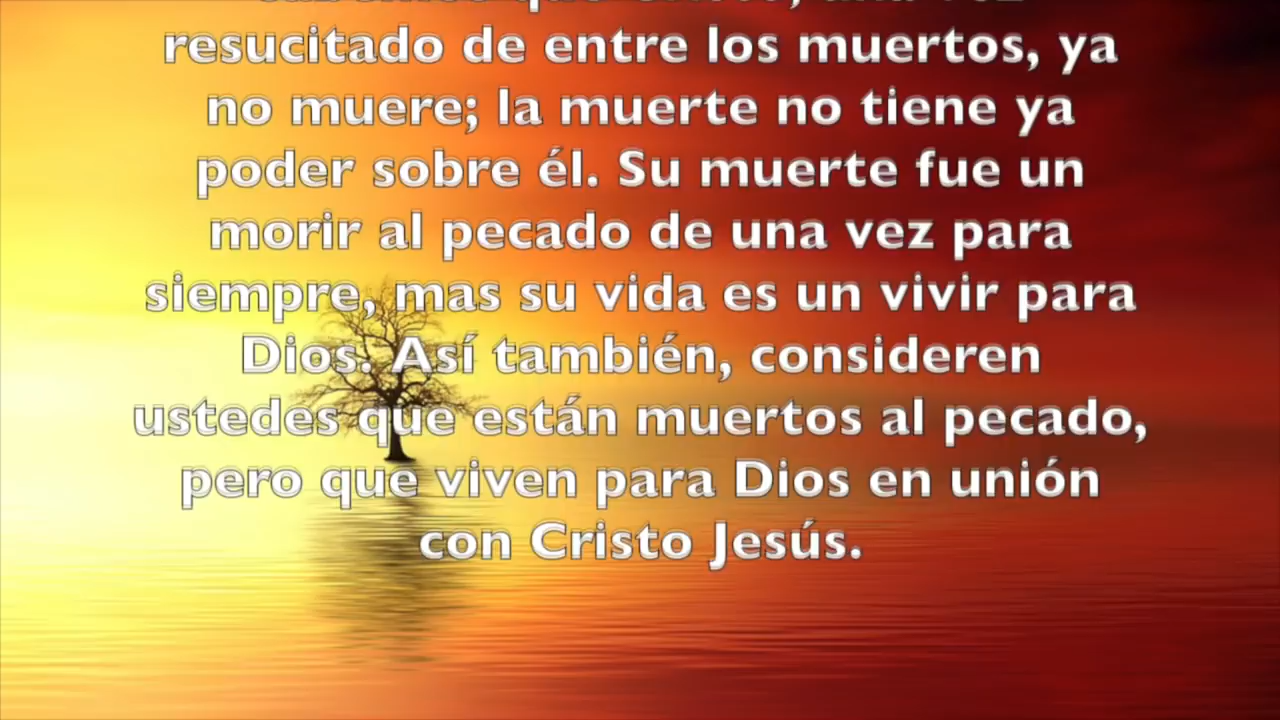 resucitado de entre los muertos, ya
no muere; la muerte no tiene ya
poder sobre él. Su muerte fue un
morir al pecado de una vez para
siempre, mas su vida es un vivir para
Dios. Así también, consideren
ustedes que están muertos al pecado,
pero que viven para Dios en unión
con Cristo Jesús.